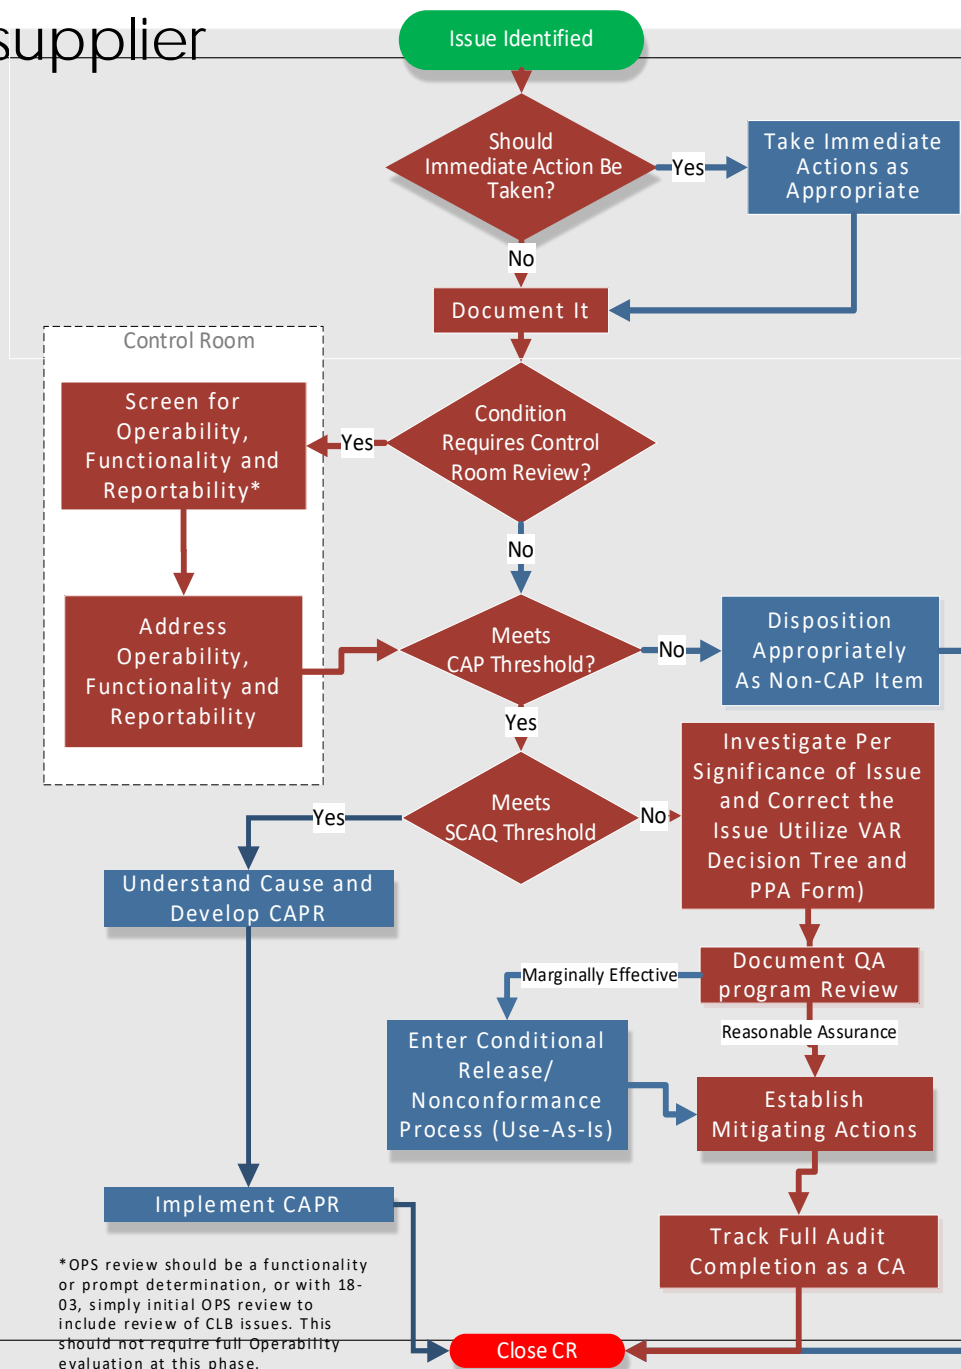 supplier
Issue Identified
Should
Immediate Action Be
Taken?
Yes
Take Immediate
Actions as
Appropriate
No
Document It
Control Room
Screen for
Operability,
Functionality and
Reportability*
Yes
Condition
Requires Control
Room Review?
No
Address
Operability,
Functionality and
Reportability
Meets
CAP Threshold?
No
Disposition
Appropriately
As Non-CAP Item
Yes
Meets
SCAQ Threshold
Yes
No
Investigate Per
Significance of Issue
and Correct the
Issue Utilize VAR
Decision Tree and
PPA Form)
Understand Cause and
Develop CAPR
Document QA
program Review
Marginally Effective
Reasonable Assurance
Enter Conditional
Release/
Nonconformance
Process (Use-As-Is)
Establish
Mitigating Actions
Implement CAPR
Track Full Audit
Completion as a CA
*OPS review should be a functionality
or prompt determination, or with 18-
03, simply initial OPS review to
include review of CLB issues. This
should not require full Operability
evaluation at this phase.
Close CR